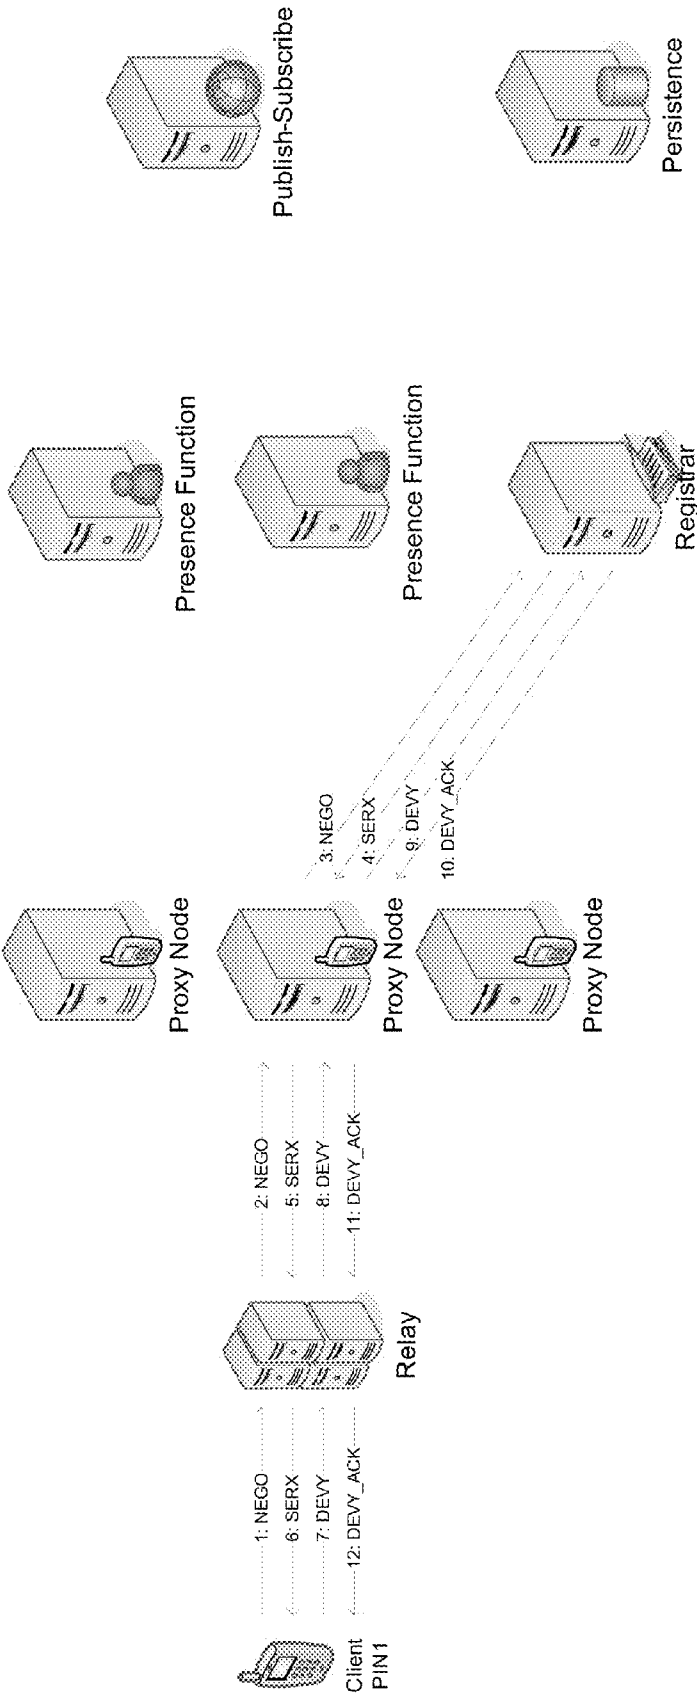 Client
PIN1
1: NEGO
6: SERX
7: DEVY
12: DEVY_ACK
Relay
2: NEGO
5: SERX
8: DEVY
11: DEVY_ACK
Proxy Node
Proxy Node
Proxy Node
3: NEGO
4: SERX
9: DEVY
10. DEVY_ACK
Presence Function
Presence Function
Registrar
Publish-Subscribe
Persistence